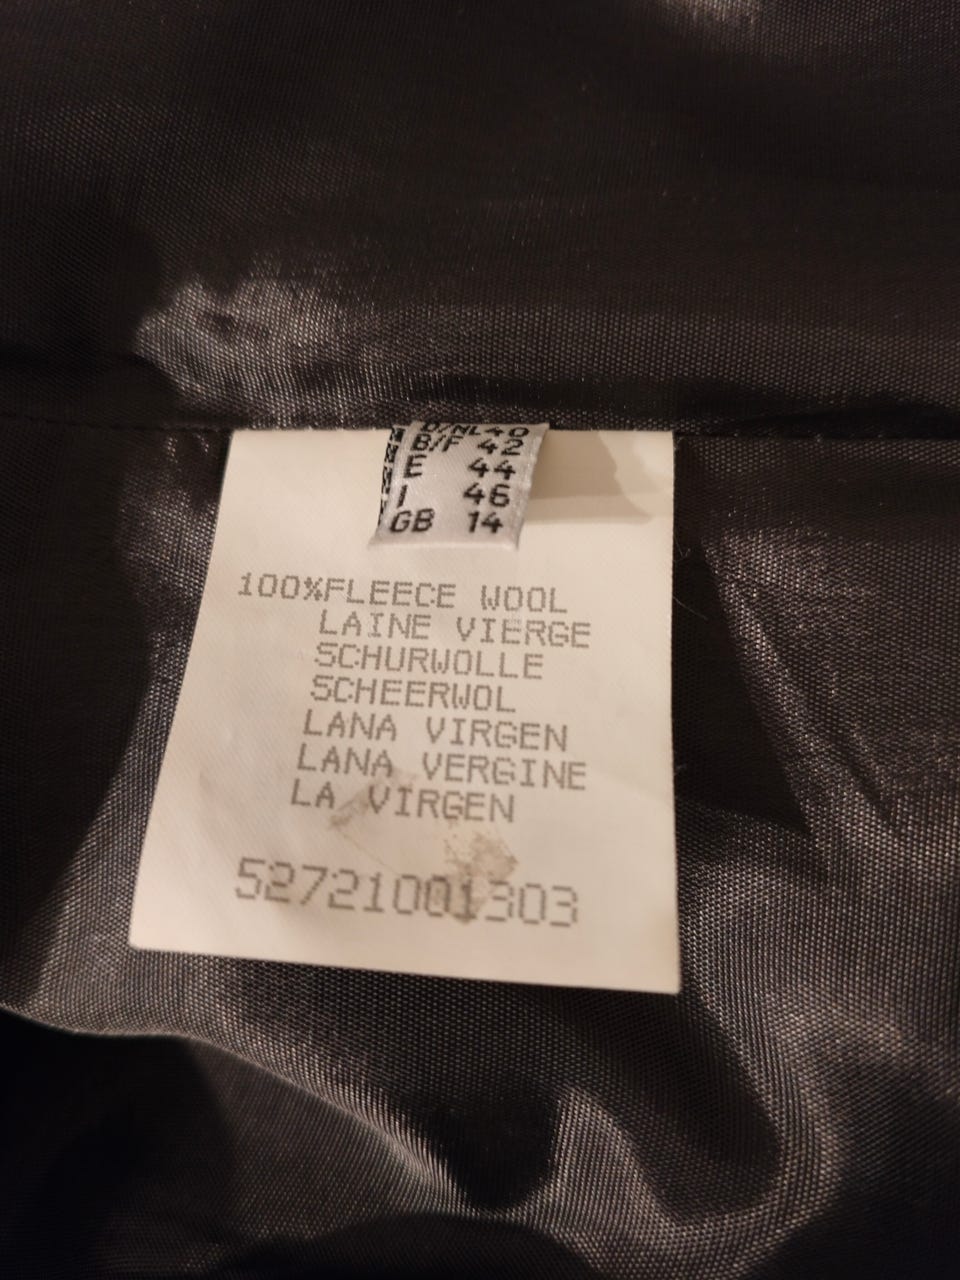 D/NL 40
B/F 42
E 44
I 46
GB 14
100%FLEECE WOOL
LAINE VIERGE
SCHURWOLLE
SCHEERWOL
LANA VIRGEN
LANA VERGINE
LA VIRGEN
52721001303